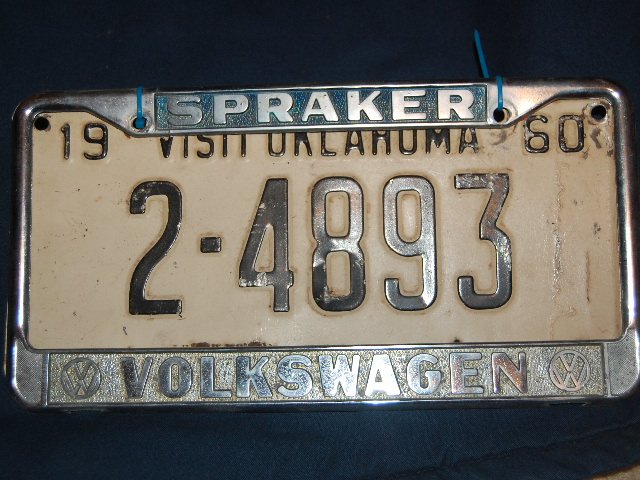 SPRAKER
19 VISIT OKLAHOMA 60
2-4893
VOLKSWAGEN